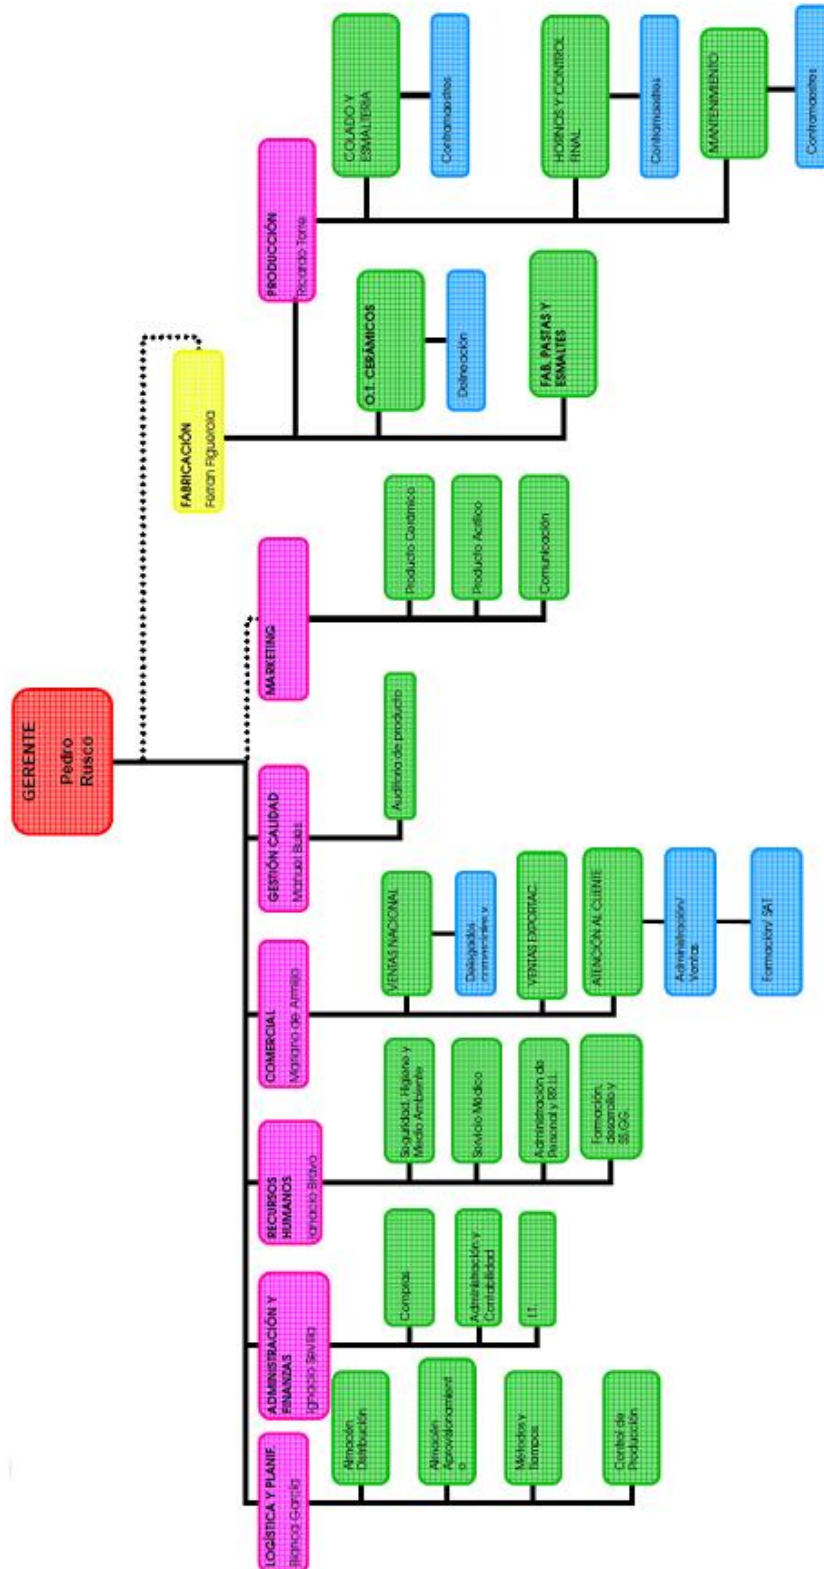 GERENTE
Pedro
Rusco
FABRICACIÓN
Ferran Figuerola
LOGÍSTICA Y PLANIF.
Blanca García
ADMINISTRACIÓN Y
FINANZAS
Ignacio Sevilla
RECURSOS
HUMANOS
Ignacio Bravo
COMERCIAL
Mariano de Armijo
GESTIÓN CALIDAD
Manuel Bules
MARKETING
PRODUCCIÓN
Ricardo Torre
Almacén
Distribución
Almacén
Aprovisionamient
o
Métodos y
tiempos
Control de
Producción
Compras
Administración y
Contabilidad
I.T.
Seguridad, Higiene y
Medio Ambiente
Servicio Médico
Administración de
Personal y RR.LL.
Formación,
desarrollo y
SS.GG.
VENTAS NACIONAL
Delegados
comerciales y
VENTAS EXPORTAC.
ATENCIÓN AL CLIENTE
Administración/
Ventas
Formación/ SAT
Auditoría de producto
Producto Cerámico
Producto Acrílico
Comunicación
O.T. CERÁMICOS
Delineación
FAB. PASTAS Y
ESMALTES
COLADO Y
ESMALTERIA
Contramaestres
HORNOS Y CONTROL
FINAL
Contramaestres
MANTENIMIENTO
Contramaestres